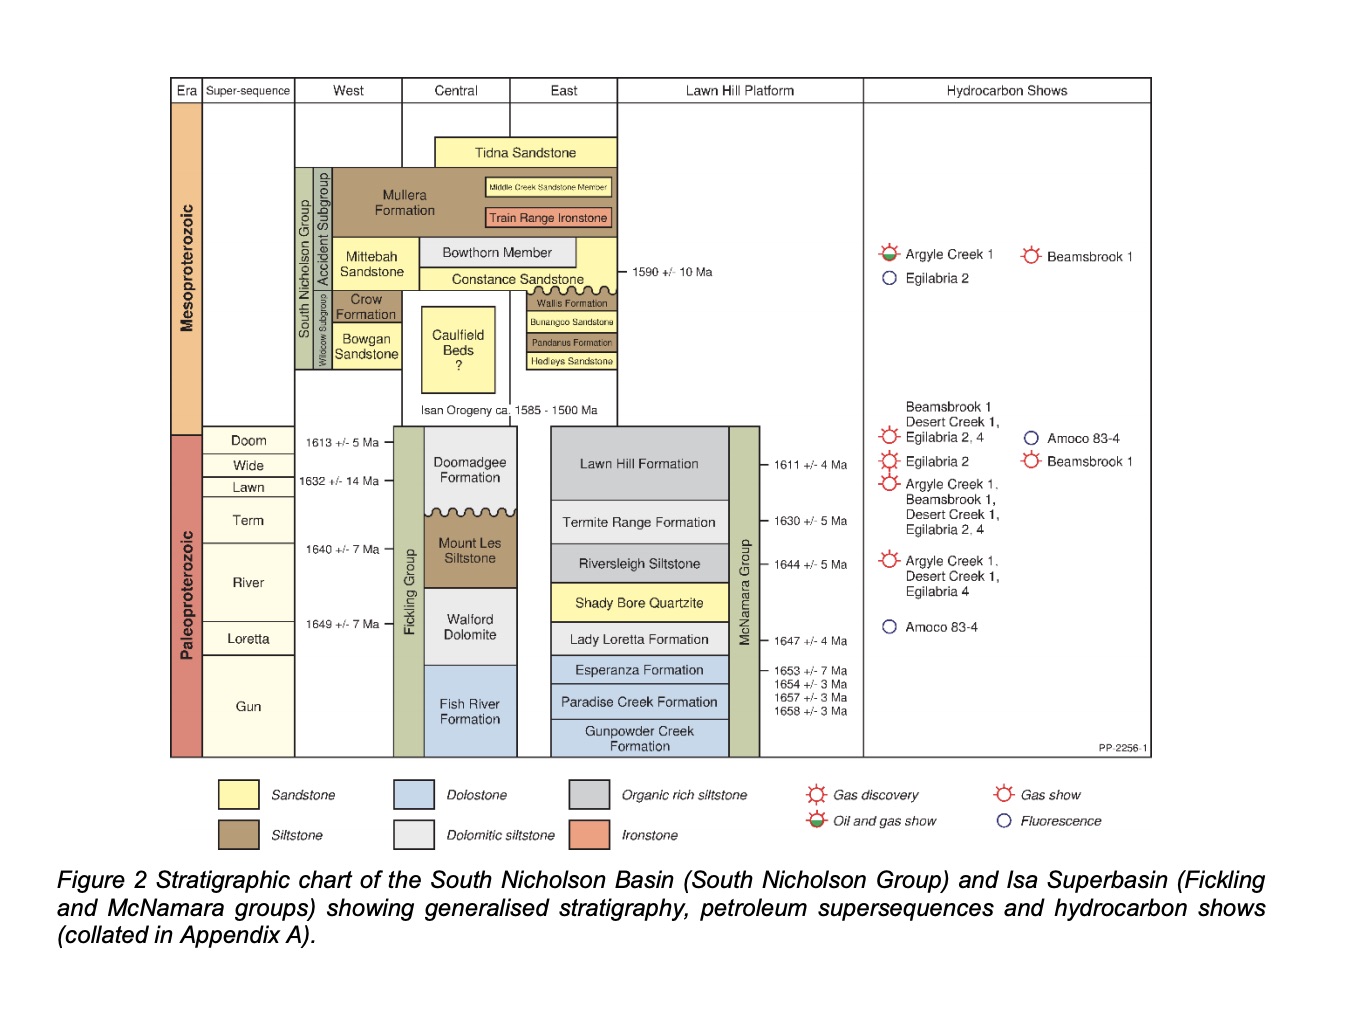 Era
Super-sequence
West
Central
East
Lawn Hill Platform
Hydrocarbon Shows
Mesoproterozoic
Paleoproterozoic
Tidna Sandstone
South Nicholson Group
Accident Subgroup
Wildcow Subgroup
Mullera
Formation
Middle Creek Sandstone Member
Train Range Ironstone
Mittebah
Sandstone
Bowthorn Member
Constance Sandstone
1590 +/- 10 Ma
Crow
Formation
Bowgan
Sandstone
Caulfield
Beds
?
Wallis Formation
Bunangoo Sandstone
Pandanus Formation
Hedleys Sandstone
Isan Orogeny ca. 1585 - 1500 Ma
Argyle Creek 1
Beamsbrook 1
Egilabria 2
Doom
Wide
Lawn
Term
River
Loretta
Gun
1613 +/- 5 Ma
1632 +/- 14 Ma
1640 +/- 7 Ma
1649 +/- 7 Ma
Fickling Group
Doomadgee
Formation
Mount Les
Siltstone
Walford
Dolomite
Fish River
Formation
Lawn Hill Formation
Termite Range Formation
Riversleigh Siltstone
Shady Bore Quartzite
Lady Loretta Formation
Esperanza Formation
Paradise Creek Formation
Gunpowder Creek
Formation
McNamara Group
1611 +/- 4 Ma
1630 +/- 5 Ma
1644 +/- 5 Ma
1647 +/- 4 Ma
1653 +/- 7 Ma
1654 +/- 3 Ma
1657 +/- 3 Ma
1658 +/- 3 Ma
Beamsbrook 1
Desert Creek 1,
Egilabria 2, 4
Amoco 83-4
Egilabria 2
Beamsbrook 1
Argyle Creek 1,
Beamsbrook 1,
Desert Creek 1,
Egilabria 2, 4
Argyle Creek 1,
Desert Creek 1,
Egilabria 4
Amoco 83-4
PP-2256-1
Sandstone
Dolostone
Organic rich siltstone
Gas discovery
Gas show
Siltstone
Dolomitic siltstone
Ironstone
Oil and gas show
Fluorescence
Figure 2 Stratigraphic chart of the South Nicholson Basin (South Nicholson Group) and Isa Superbasin (Fickling
and McNamara groups) showing generalised stratigraphy, petroleum supersequences and hydrocarbon shows
(collated in Appendix A).